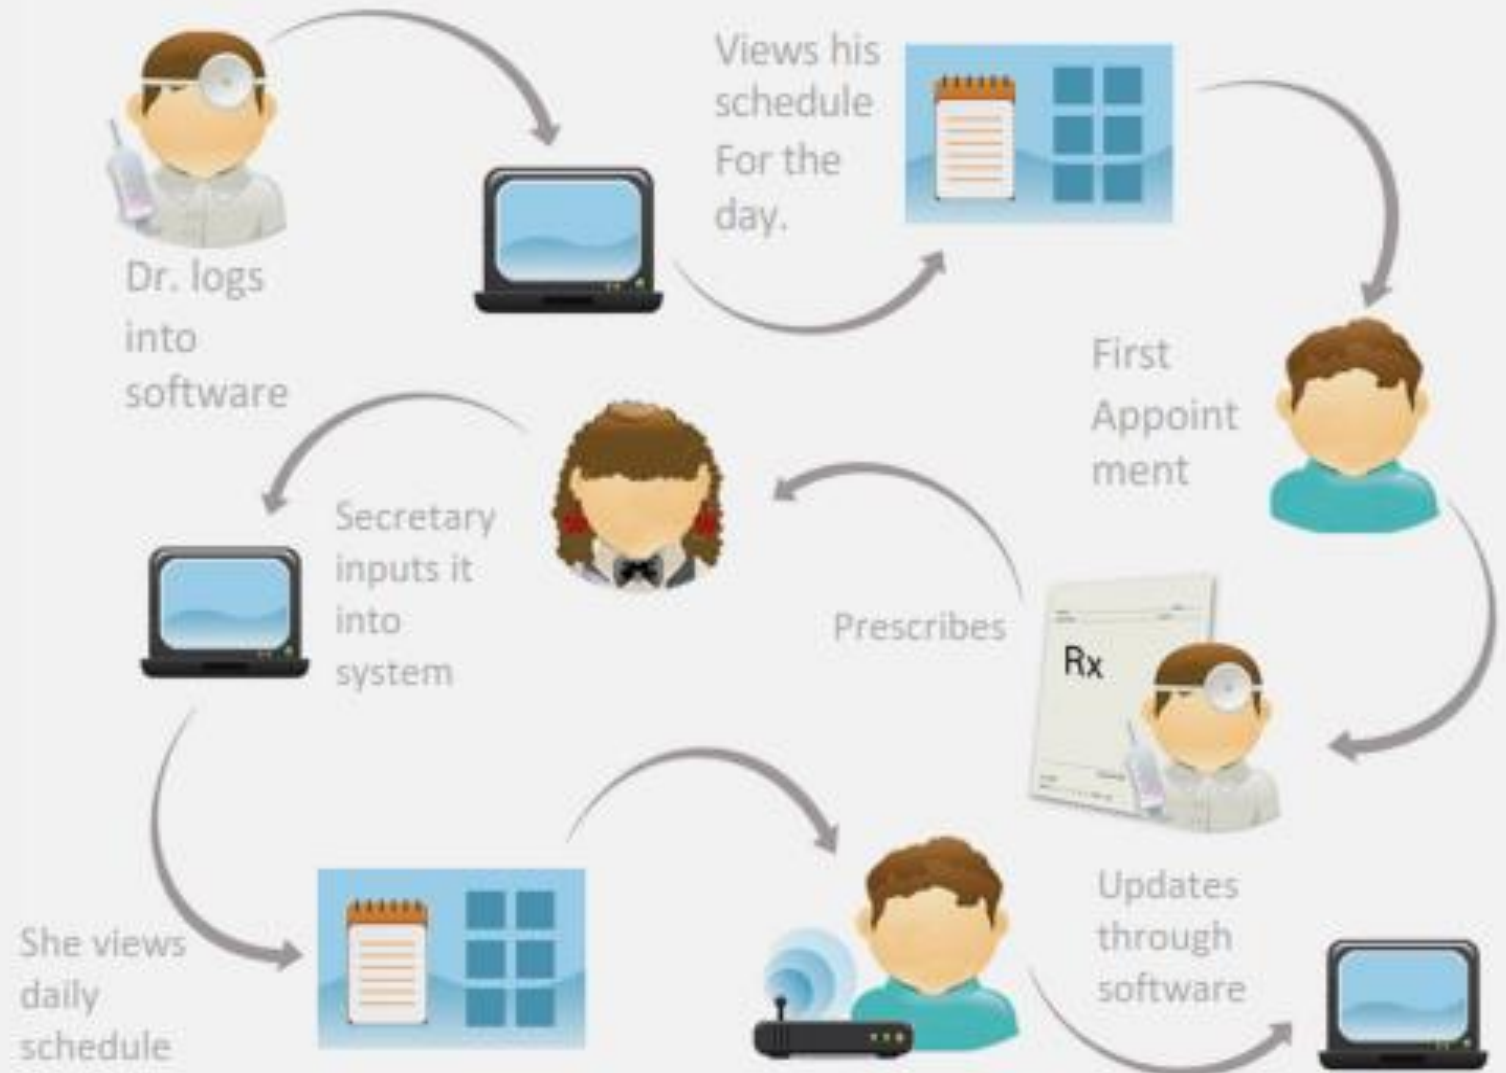 Dr. logs
into
software
Views his
schedule
For the
day.
First
Appoint
ment
Rx
Prescribes
Secretary
inputs it
into
system
She views
daily
schedule
Updates
through
software